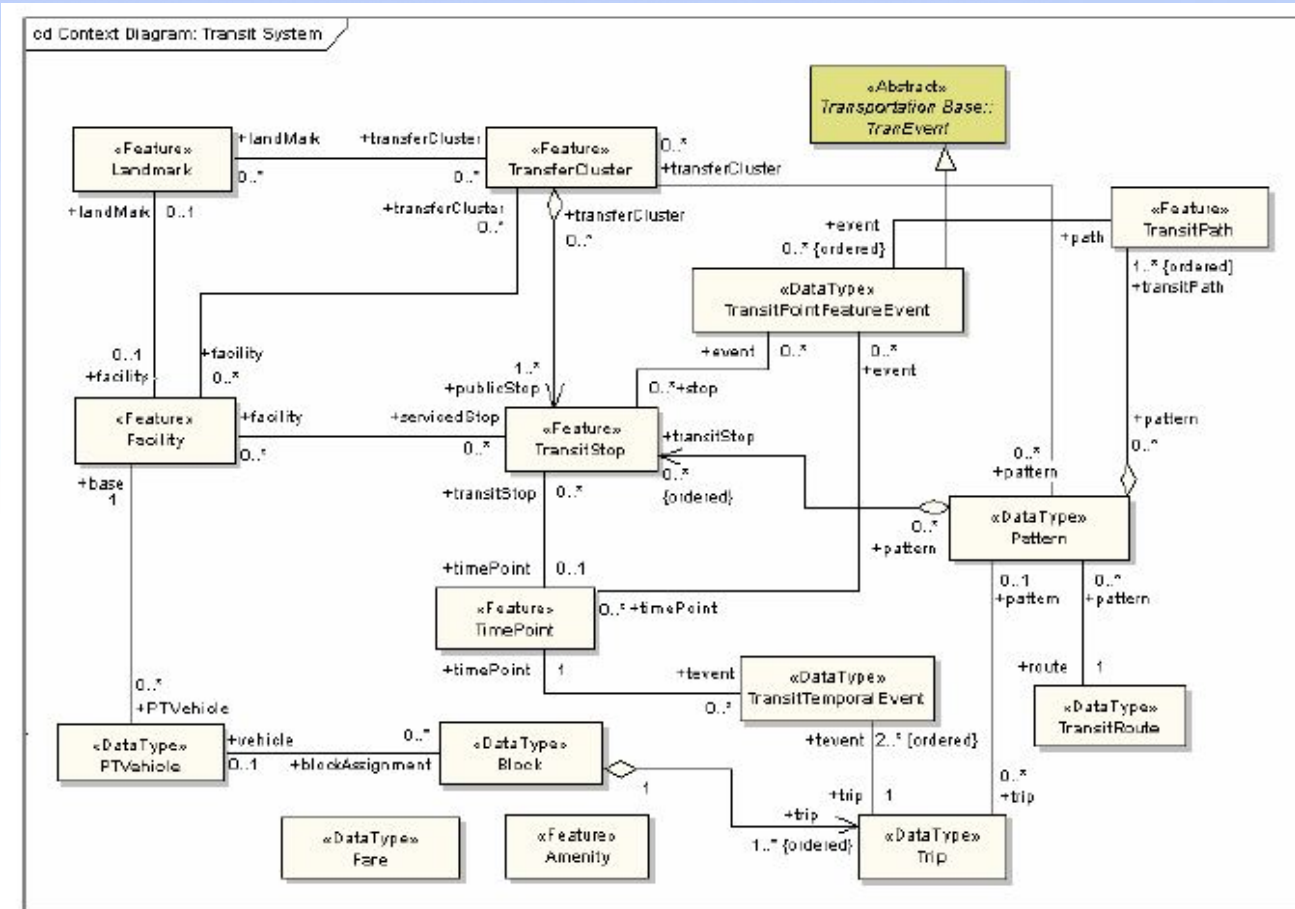 cd Context Diagram: Transit System
«Abstract»
Transportation Base::
TranEvent
«Feature»
Landmark
+landMark
0..*
+transferCluster
0..*
«Feature»
TransferCluster
0..*
+transferCluster
+landMark 0..1
+transferCluster
0..*
+transferCluster
0..*
+event
0..* {ordered}
+path
«Feature»
TransitPath
1..* {ordered]
+transitPath
«DataType»
TransitPointFeatureEvent
+event 0..*
0..*
+event
0..1
+facility
+facility
0..*
1..*
+publicStop
0..*+stop
«Feature»
Facility
+facility
0..*
+servicedStop
0..*
«Feature»
TransitStop
+transitStop
0..*
{ordered}
+pattern
0..*
0..*
+pattern
+base
1
+transitStop 0..*
0..*
+pattern
«DataType»
Pattern
+timePoint 0..1
0..1
+pattern
0..*
+pattern
«Feature»
TimePoint
0..* +timePoint
+timePoint 1
+tevent
0..*
«DataType»
TransitTemporalEvent
+route 1
«DataType»
TransitRoute
0..*
+PTVehicle
«DataType»
PTVehicle
+vehicle
0..1
0..*
+blockAssignment
«DataType»
Block
1
+tevent 2..* {ordered}
0..*
+trip
+trip 1
+trip
1..* {ordered}
«DataType»
Trip
«DataType»
Fare
«Feature»
Amenity